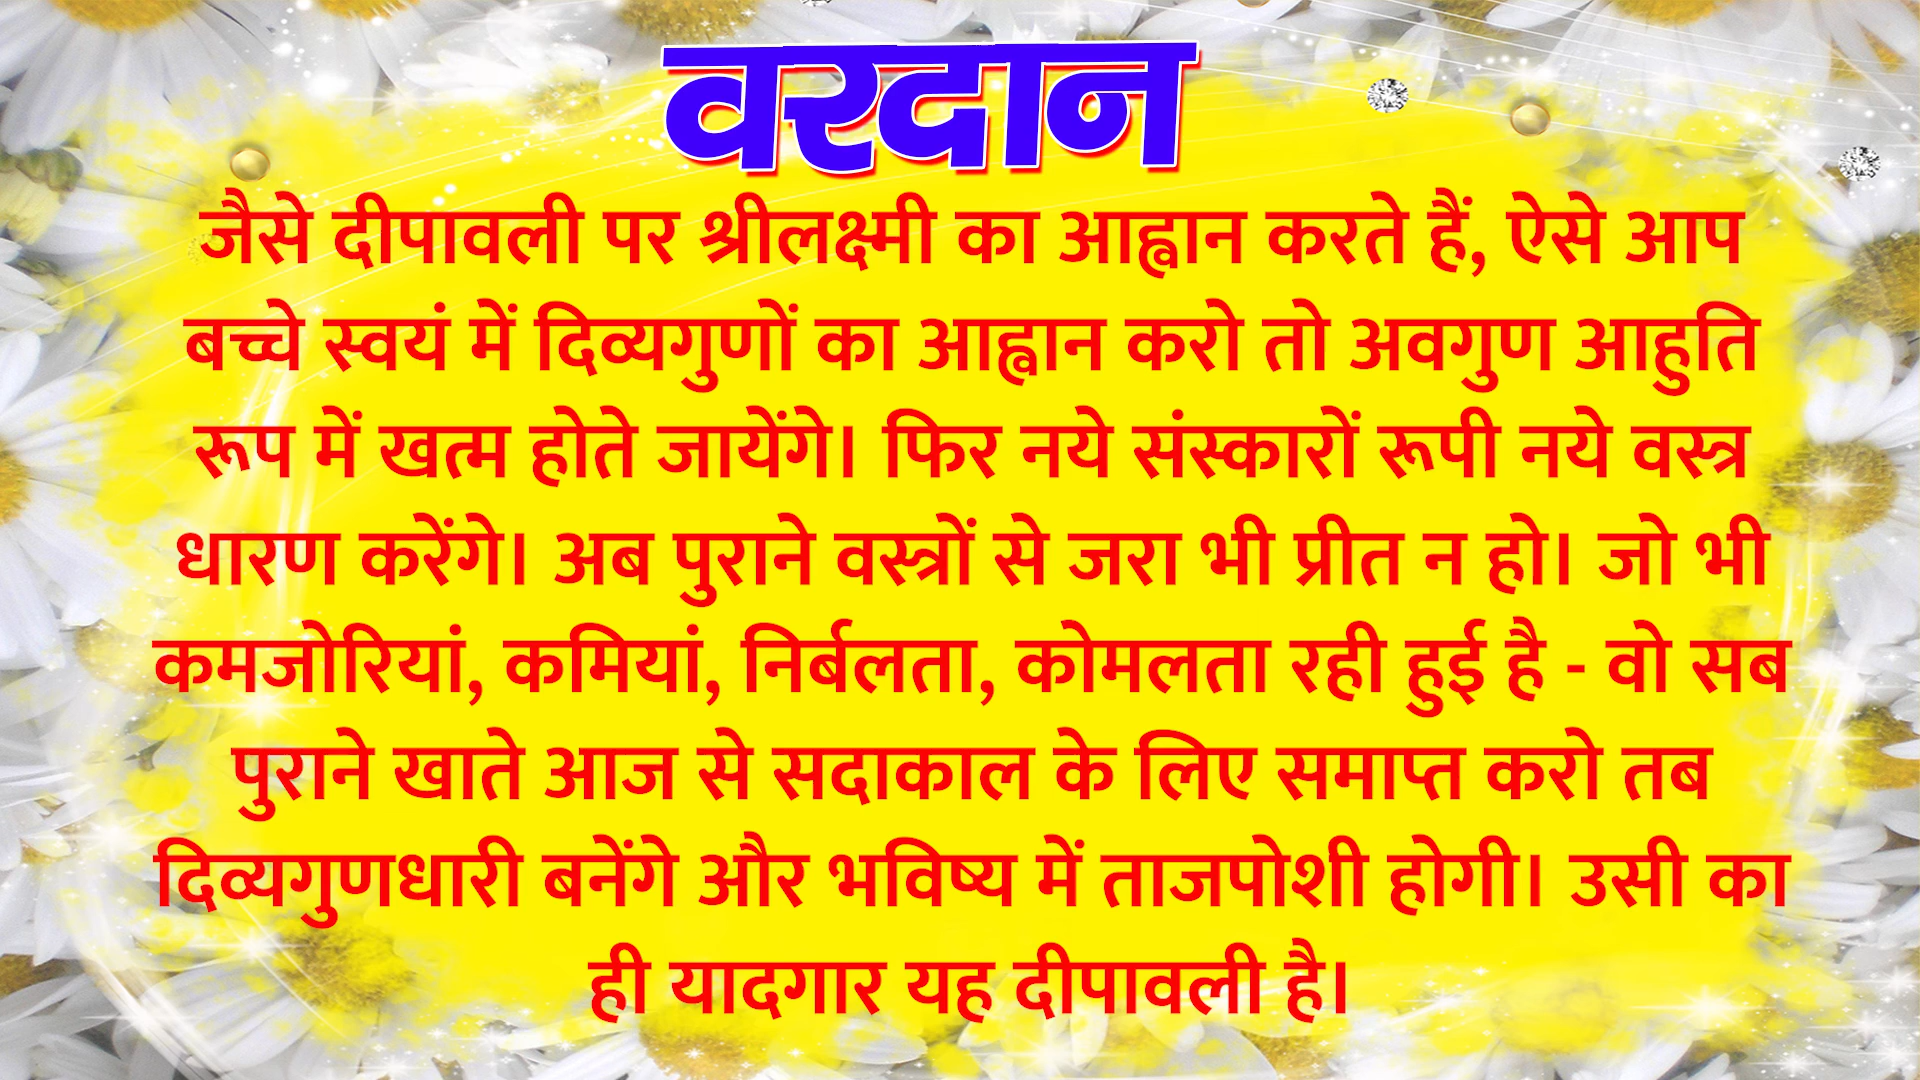 वरदान
जैसे दीपावली पर श्रीलक्ष्मी का आह्वान करते हैं, ऐसे आप
बच्चे स्वयं में दिव्यगुणों का आह्वान करो तो अवगुण आहुति
रूप में खत्म होते जायेंगे। फिर नये संस्कारों रूपी नये वस्त्र
धारण करेंगे। अब पुराने वस्त्रों से जरा भी प्रीत न हो। जो भी
कमजोरियां, कमियां, निर्बलता, कोमलता रही हुई है - वो सब
पुराने खाते आज से सदाकाल के लिए समाप्त करो तब
दिव्यगुणधारी बनेंगे और भविष्य में ताजपोशी होगी। उसी का
ही यादगार यह दीपावली है।